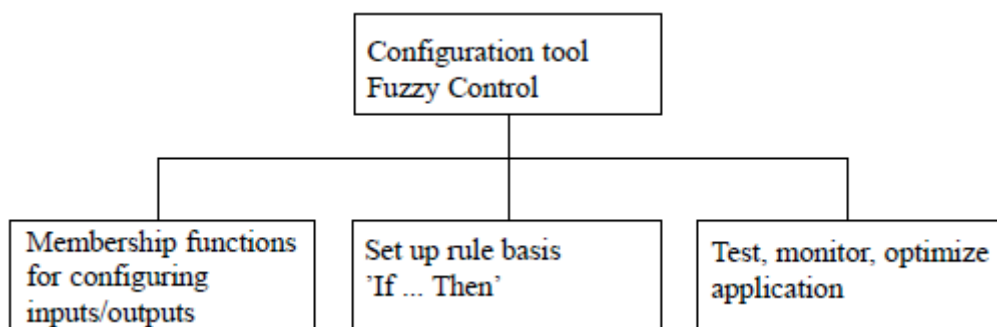 Configuration tool
Fuzzy Control
Membership functions
for configuring
inputs/outputs
Set up rule basis
’If ... Then’
Test, monitor, optimize
application